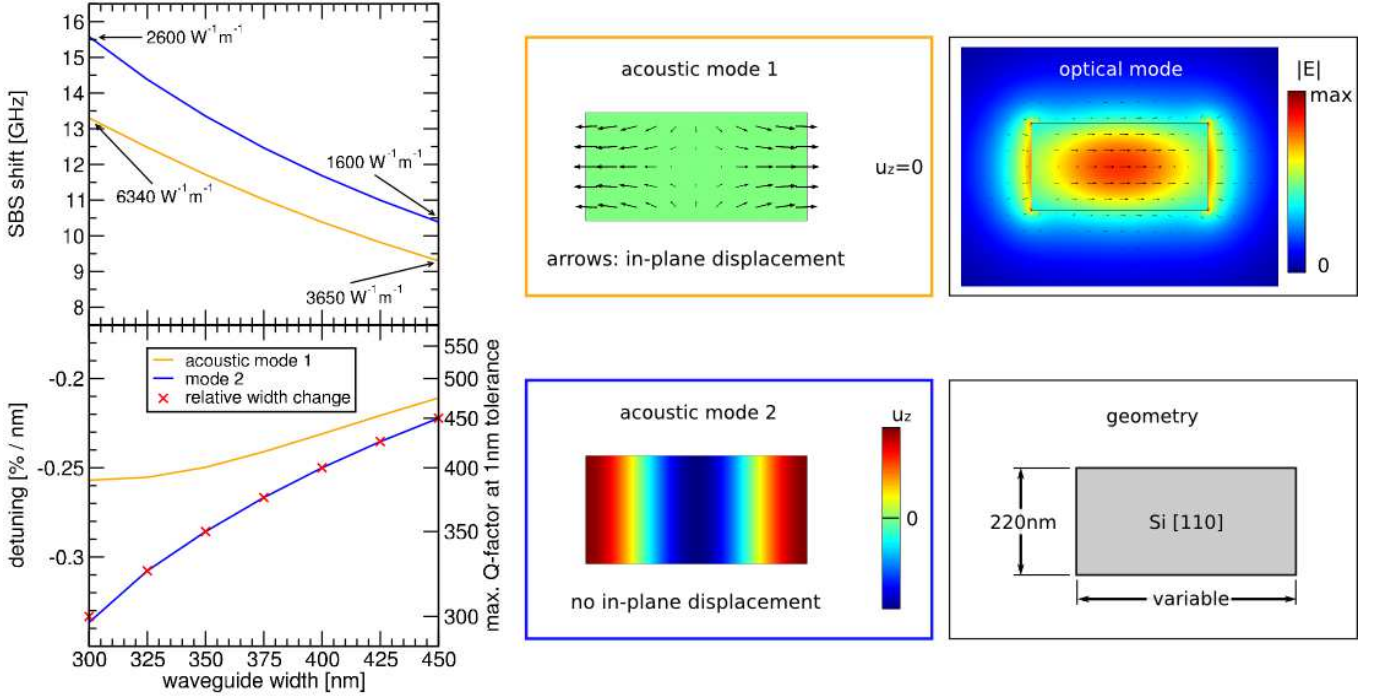 16
15
14
13
12
11
10
9
8
SBS shift [GHz]
2600 W⁻¹m⁻¹
6340 W⁻¹m⁻¹
1600 W⁻¹m⁻¹
3650 W⁻¹m⁻¹
acoustic mode 1
u_z=0
arrows: in-plane displacement
optical mode
|E|
max
0
acoustic mode 1
mode 2
relative width change
-0.2
-0.25
-0.3
detuning [% / nm]
550
500
450
400
350
300
max. Q-factor at 1nm tolerance
300
325
350
375
400
425
450
waveguide width [nm]
acoustic mode 2
u_z
0
no in-plane displacement
geometry
220nm
Si [110]
variable